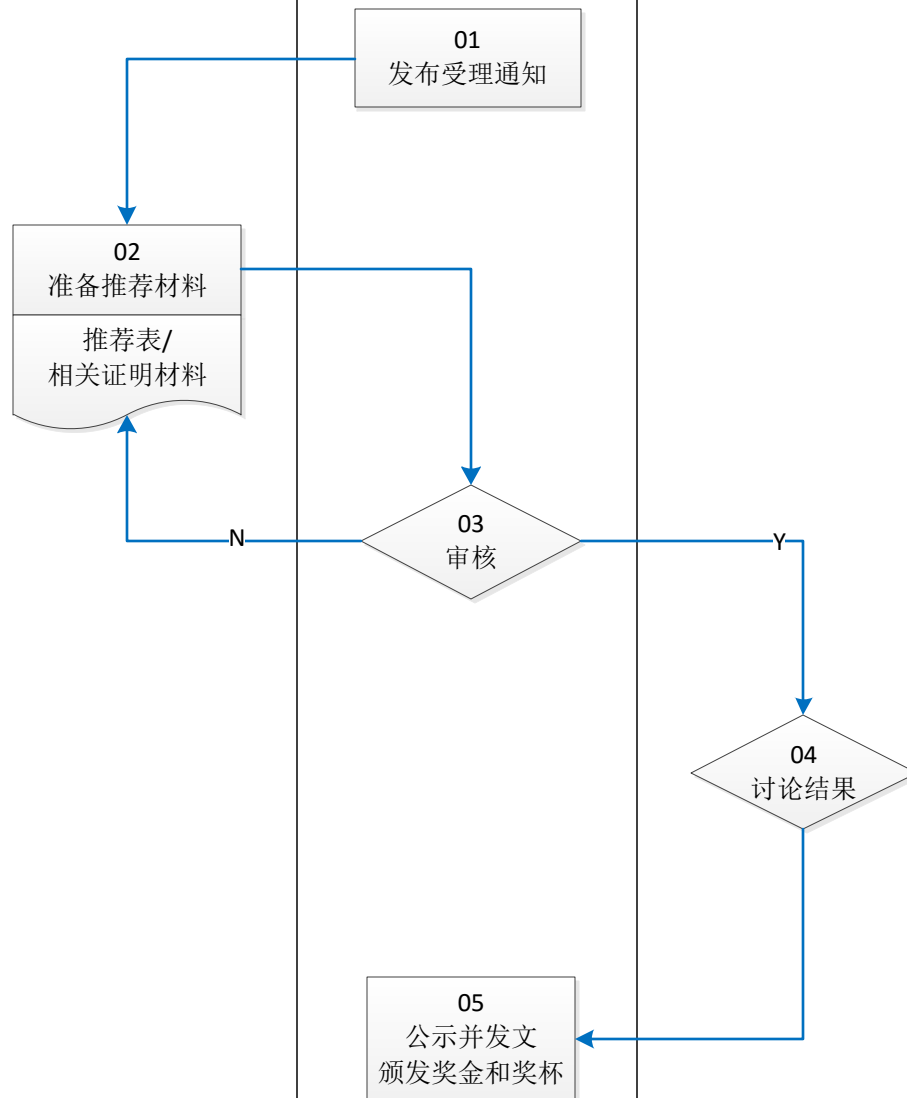 01
发布受理通知
02
准备推荐材料
推荐表/
相关证明材料
03
审核
N
Y
04
讨论结果
05
公示并发文
颁发奖金和奖杯